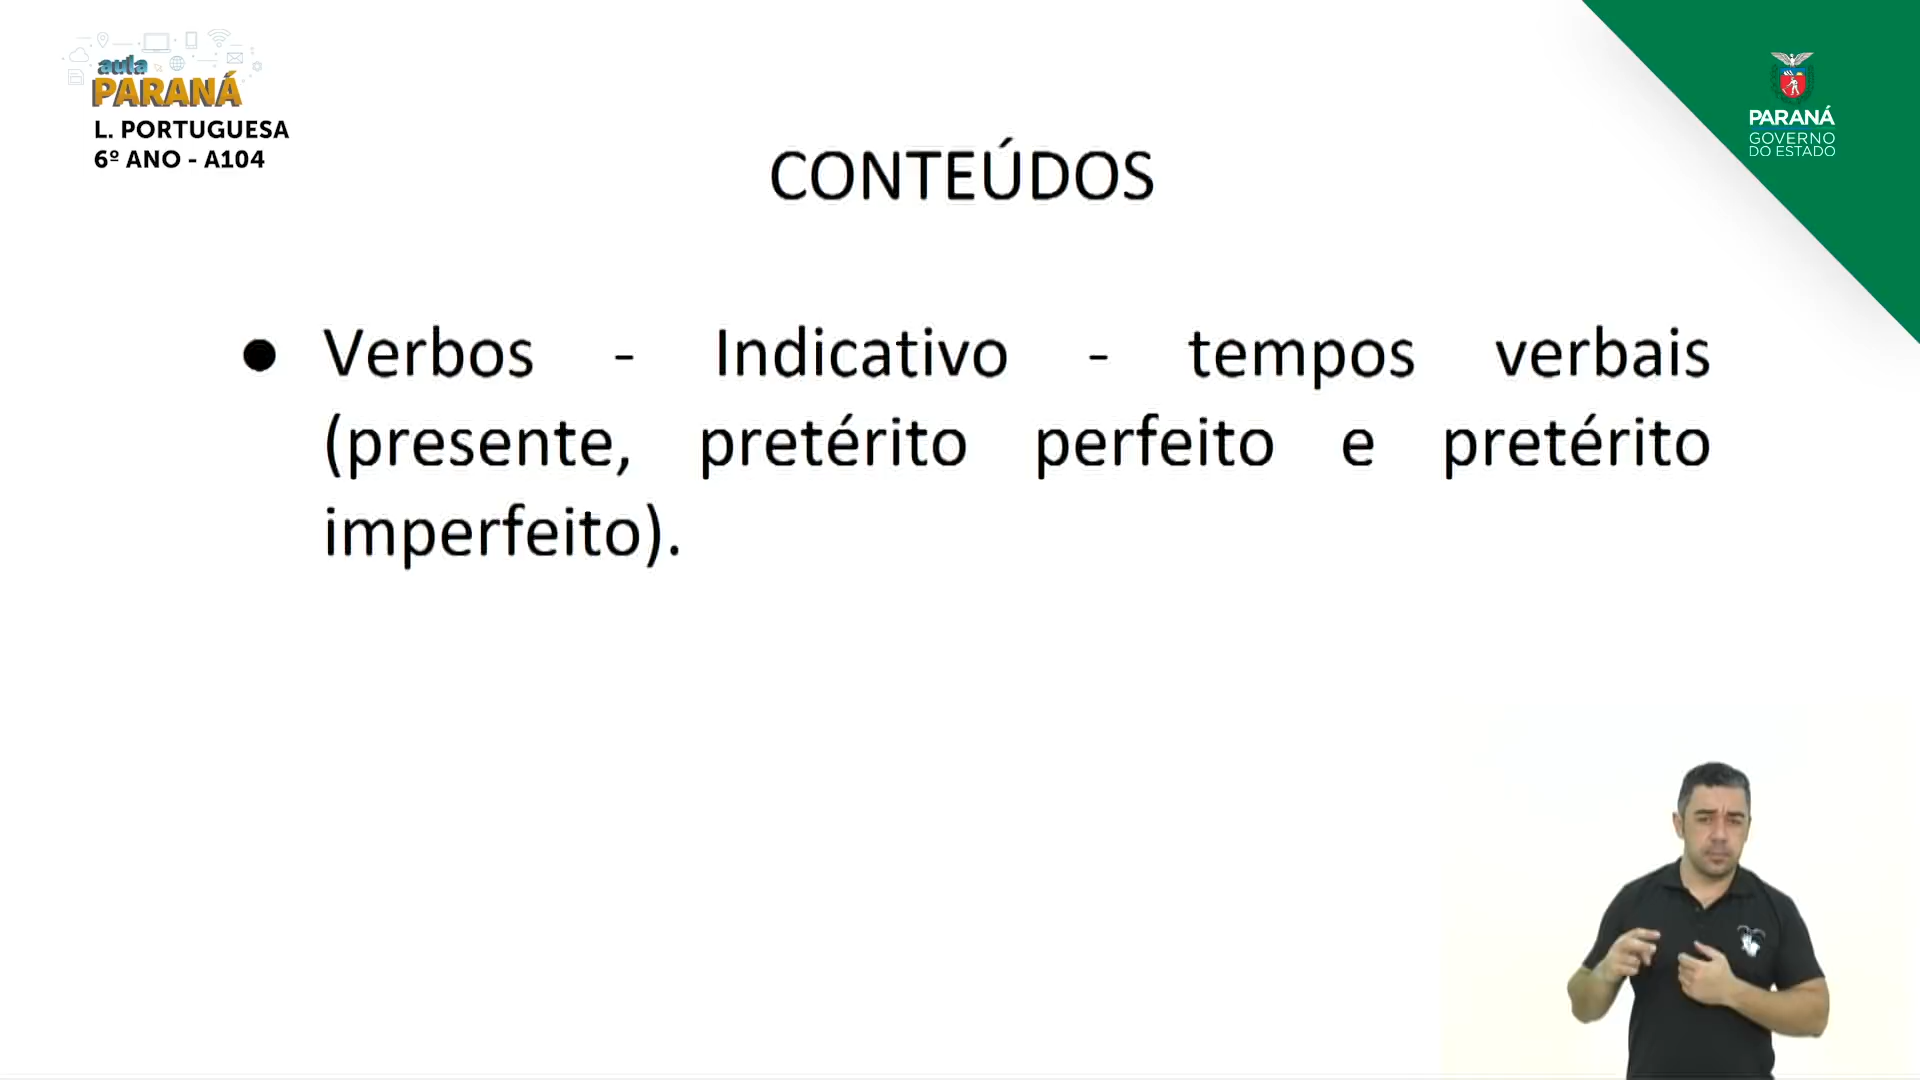 aula
PARANÁ
L. PORTUGUESA
6º ANO - A104
PARANÁ
GOVERNO
DO ESTADO
CONTEÚDOS
● Verbos - Indicativo - tempos verbais
(presente, pretérito perfeito e pretérito
imperfeito).